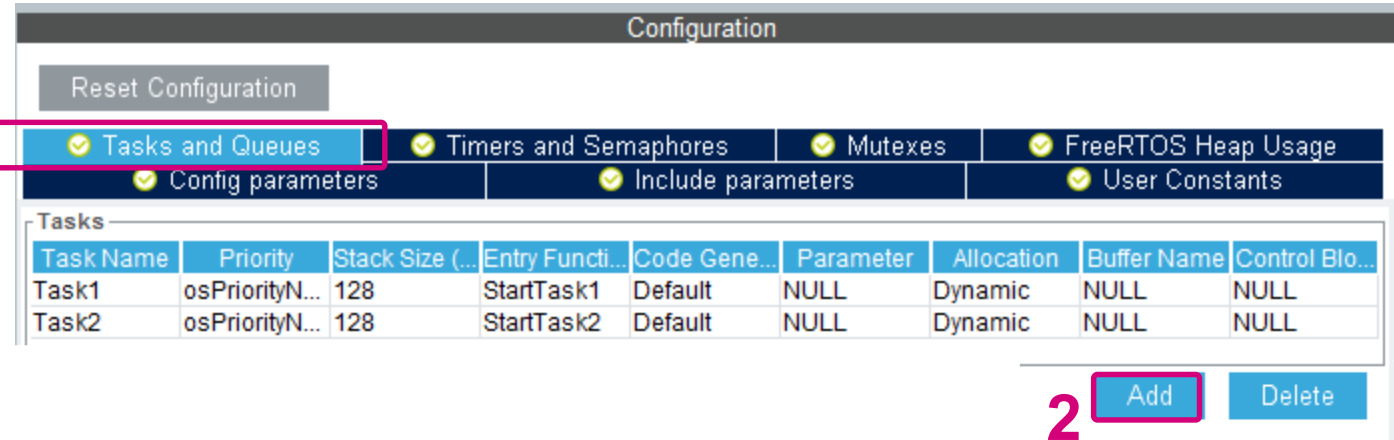 Configuration
Reset Configuration
Tasks and Queues Timers and Semaphores Mutexes FreeRTOS Heap Usage
Config parameters Include parameters User Constants
Tasks
Task Name Priority Stack Size (... Entry Functi... Code Gene... Parameter Allocation Buffer Name Control Blo...
Task1 osPriorityN... 128 StartTask1 Default NULL Dynamic NULL NULL
Task2 osPriorityN... 128 StartTask2 Default NULL Dynamic NULL NULL
2 Add Delete